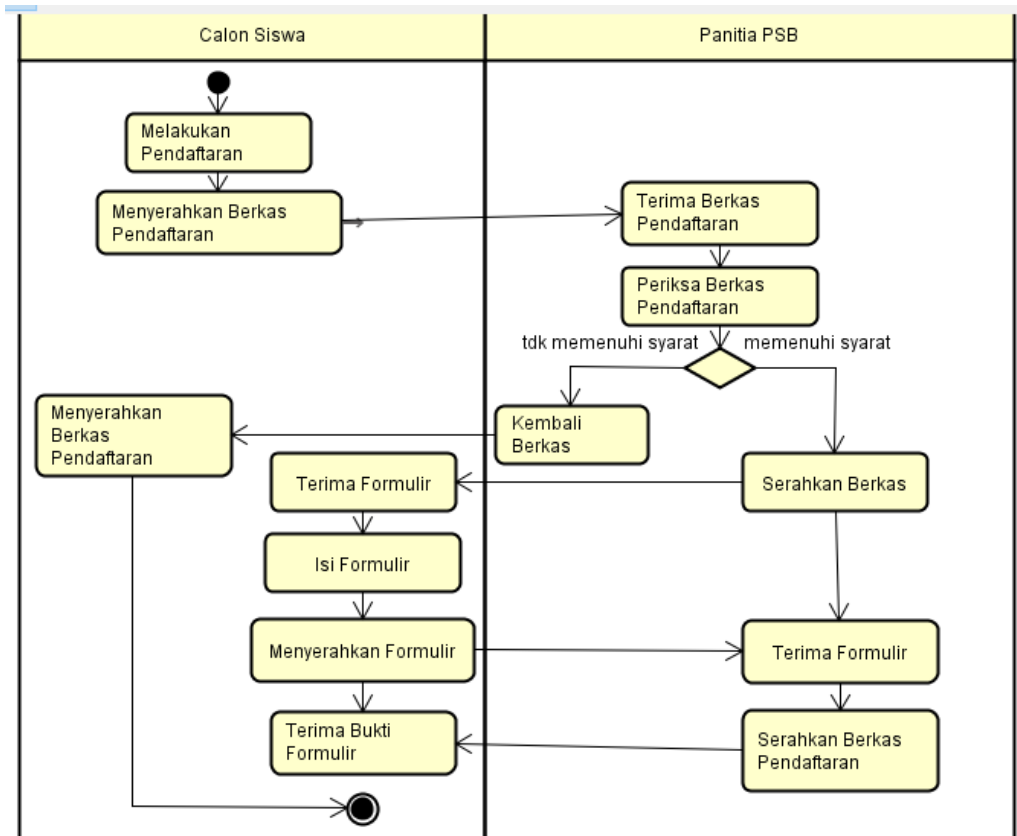 Calon Siswa
Panitia PSB
Melakukan
Pendaftaran
Menyerahkan Berkas
Pendaftaran
Terima Berkas
Pendaftaran
Periksa Berkas
Pendaftaran
tdk memenuhi syarat
memenuhi syarat
Menyerahkan
Berkas
Pendaftaran
Kembali
Berkas
Terima Formulir
Serahkan Berkas
Isi Formulir
Menyerahkan Formulir
Terima Formulir
Terima Bukti
Formulir
Serahkan Berkas
Pendaftaran